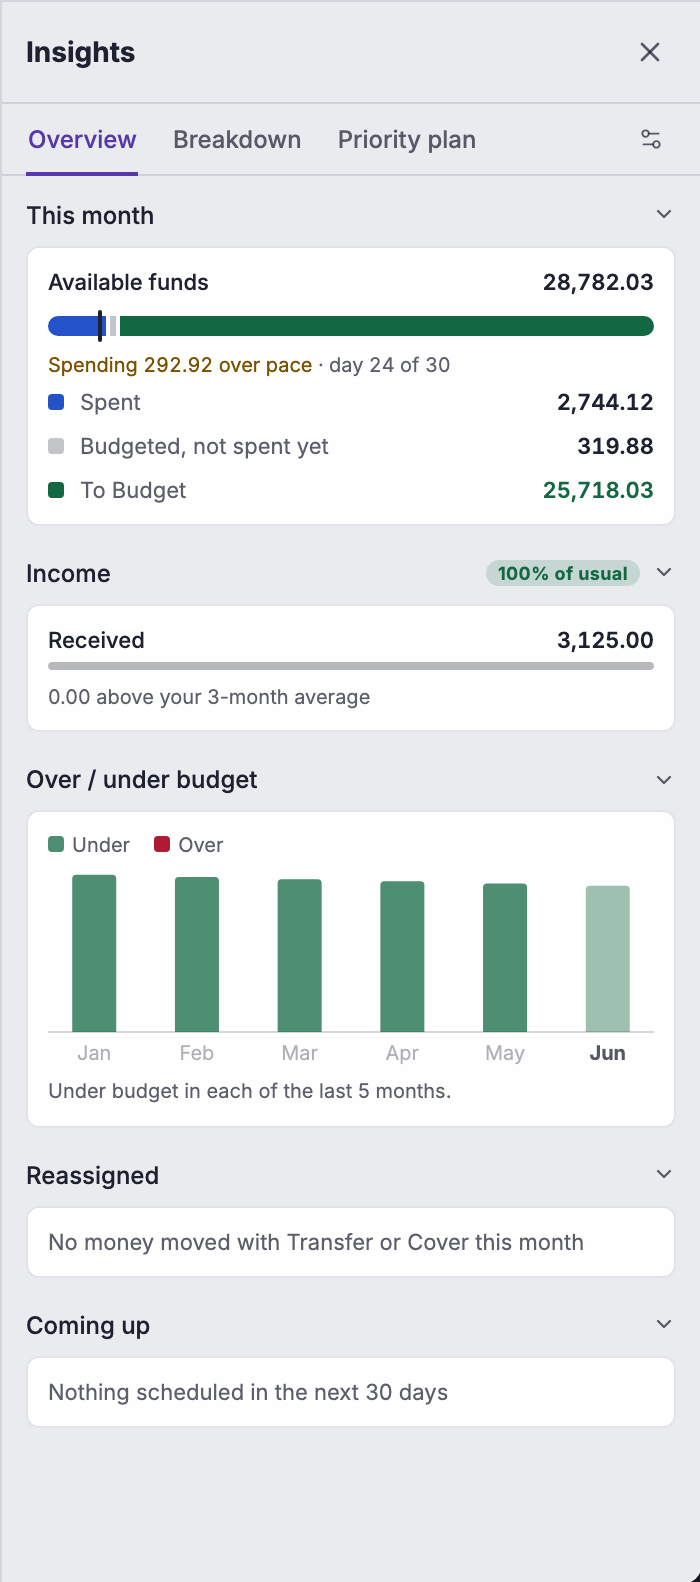 Insights
Overview Breakdown Priority plan
This month
Available funds 28,782.03
Spending 292.92 over pace · day 24 of 30
Spent 2,744.12
Budgeted, not spent yet 319.88
To Budget 25,718.03
Income 100% of usual
Received 3,125.00
0.00 above your 3-month average
Over / under budget
Under Over
Jan Feb Mar Apr May Jun
Under budget in each of the last 5 months.
Reassigned
No money moved with Transfer or Cover this month
Coming up
Nothing scheduled in the next 30 days